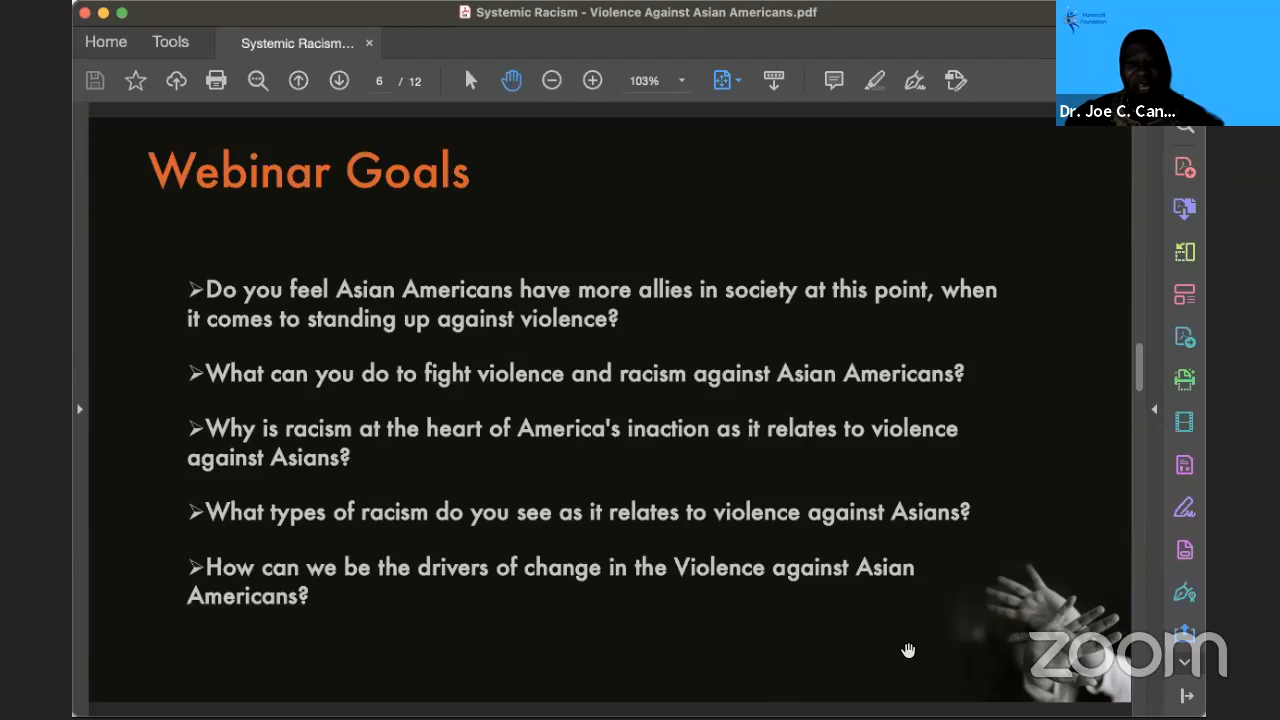 Systemic Racism - Violence Against Asian Americans.pdf
Home
Tools
Systemic Racism...
6 / 12
103%
Foundation
Dr. Joe C. Can...
Webinar Goals
➢Do you feel Asian Americans have more allies in society at this point, when
it comes to standing up against violence?
➢What can you do to fight violence and racism against Asian Americans?
➢Why is racism at the heart of America's inaction as it relates to violence
against Asians?
➢What types of racism do you see as it relates to violence against Asians?
➢How can we be the drivers of change in the Violence against Asian
Americans?
zoom